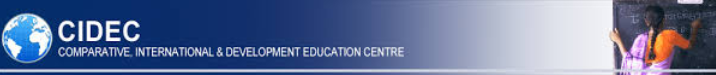 CIDEC
COMPARATIVE, INTERNATIONAL & DEVELOPMENT EDUCATION CENTRE